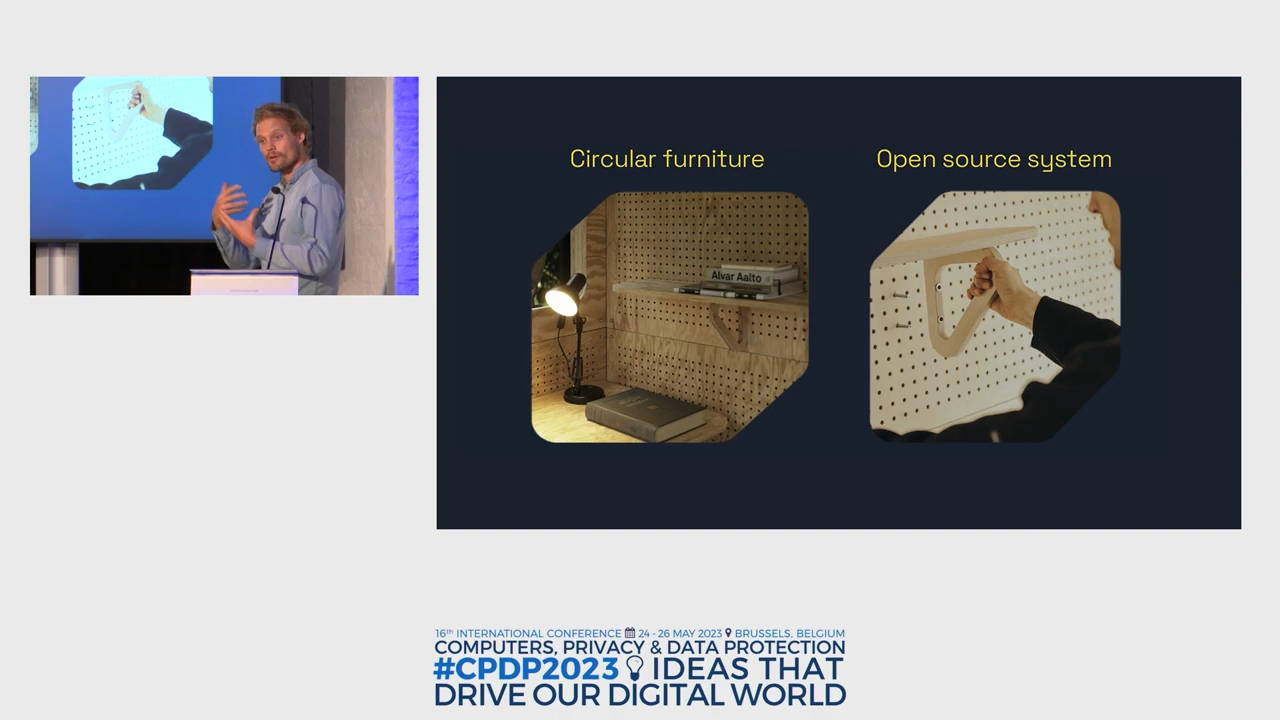 Circular furniture
Open source system
Alvar Aalto
16th INTERNATIONAL CONFERENCE 24 - 26 MAY 2023 BRUSSELS, BELGIUM
COMPUTERS, PRIVACY & DATA PROTECTION
#CPDP2023 IDEAS THAT
DRIVE OUR DIGITAL WORLD